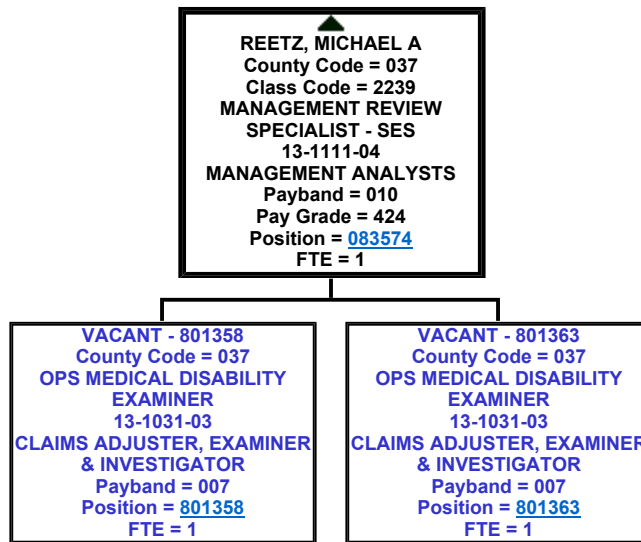 REETZ, MICHAEL A
County Code = 037
Class Code = 2239
MANAGEMENT REVIEW
SPECIALIST - SES
13-1111-04
MANAGEMENT ANALYSTS
Payband = 010
Pay Grade = 424
Position = 083574
FTE = 1
VACANT - 801358
County Code = 037
OPS MEDICAL DISABILITY
EXAMINER
13-1031-03
CLAIMS ADJUSTER, EXAMINER
& INVESTIGATOR
Payband = 007
Position = 801358
FTE = 1
VACANT - 801363
County Code = 037
OPS MEDICAL DISABILITY
EXAMINER
13-1031-03
CLAIMS ADJUSTER, EXAMINER
& INVESTIGATOR
Payband = 007
Position = 801363
FTE = 1